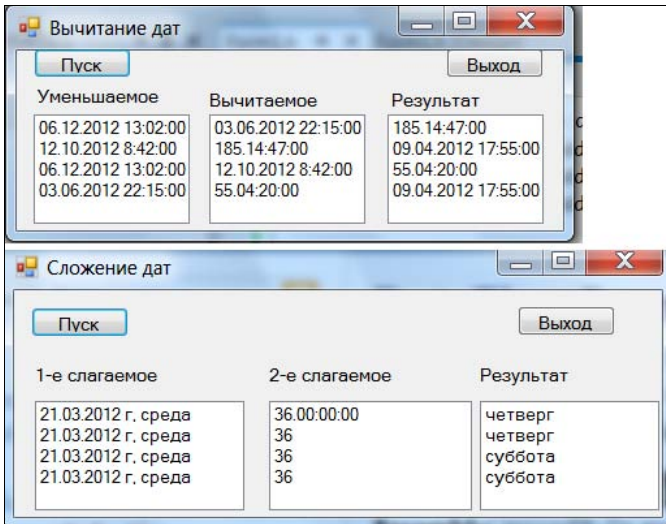 Вычитание дат
Пуск
Выход
Уменьшаемое
Вычитаемое
Результат
06.12.2012 13:02:00
03.06.2012 22:15:00
185.14:47:00
12.10.2012 8:42:00
185.14:47:00
09.04.2012 17:55:00
06.12.2012 13:02:00
12.10.2012 8:42:00
55.04:20:00
03.06.2012 22:15:00
55.04:20:00
09.04.2012 17:55:00
Сложение дат
Пуск
Выход
1-е слагаемое
2-е слагаемое
Результат
21.03.2012 г, среда
36.00:00:00
четверг
21.03.2012 г, среда
36
четверг
21.03.2012 г, среда
36
суббота
21.03.2012 г, среда
36
суббота